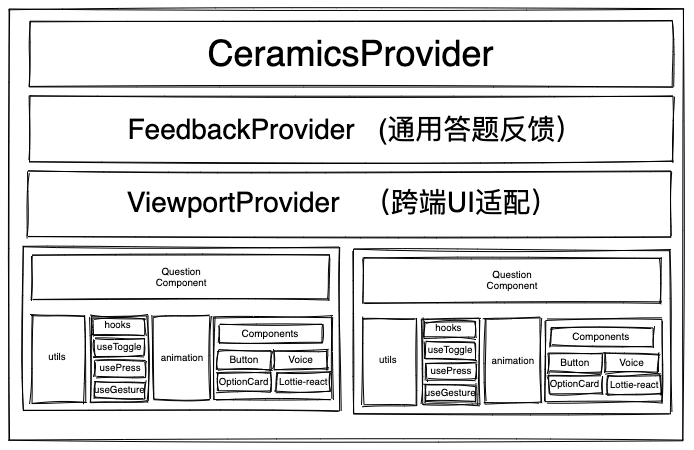 CeramicsProvider
FeedbackProvider (通用答题反馈）
ViewportProvider （跨端UI适配）
Question
Component
utils
hooks
useToggle
usePress
useGesture
animation
Components
Button
Voice
OptionCard
Lottie-react
Question
Component
utils
hooks
useToggle
usePress
useGesture
animation
Components
Button
Voice
OptionCard
Lottie-react